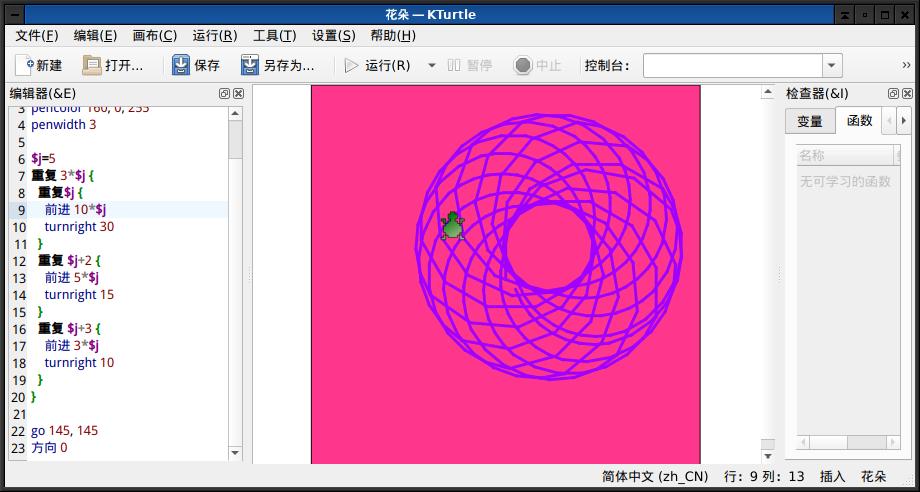 花朵 — KTurtle
文件(F) 编辑(E) 画布(C) 运行(R) 工具(T) 设置(S) 帮助(H)
新建 打开... 保存 另存为... 运行(R) 暂停 中止 控制台:
编辑器(&E)
3 pencolor 160, 0, 255
4 penwidth 3
5
6 $j=5
7 重复 3*$j {
8 重复$j {
9 前进 10*$j
10 turnright 30
11 }
12 重复 $j+2 {
13 前进 5*$j
14 turnright 15
15 }
16 重复 $j+3 {
17 前进 3*$j
18 turnright 10
19 }
20 }
21
22 go 145, 145
23 方向 0
检查器(&I)
变量 函数
名称
无可学习的函数
简体中文 (zh_CN) 行: 9 列: 13 插入 花朵